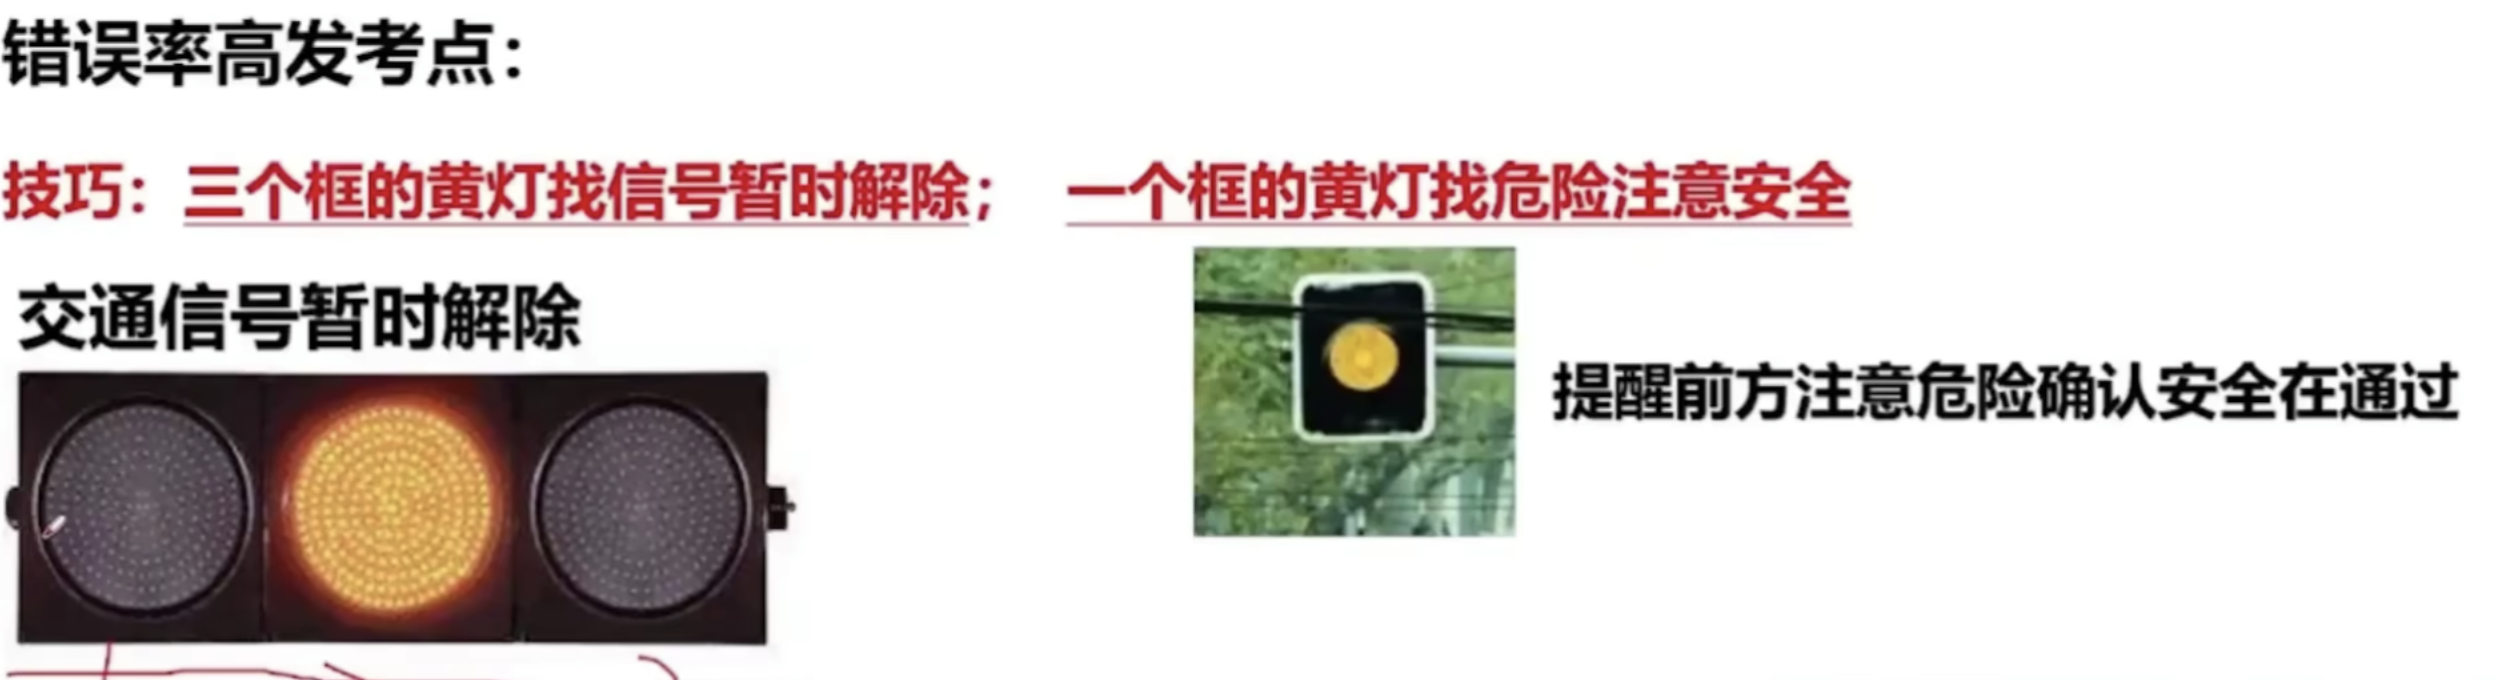 错误率高发考点：
技巧：三个框的黄灯找信号暂时解除； 一个框的黄灯找危险注意安全
交通信号暂时解除
提醒前方注意危险确认安全在通过